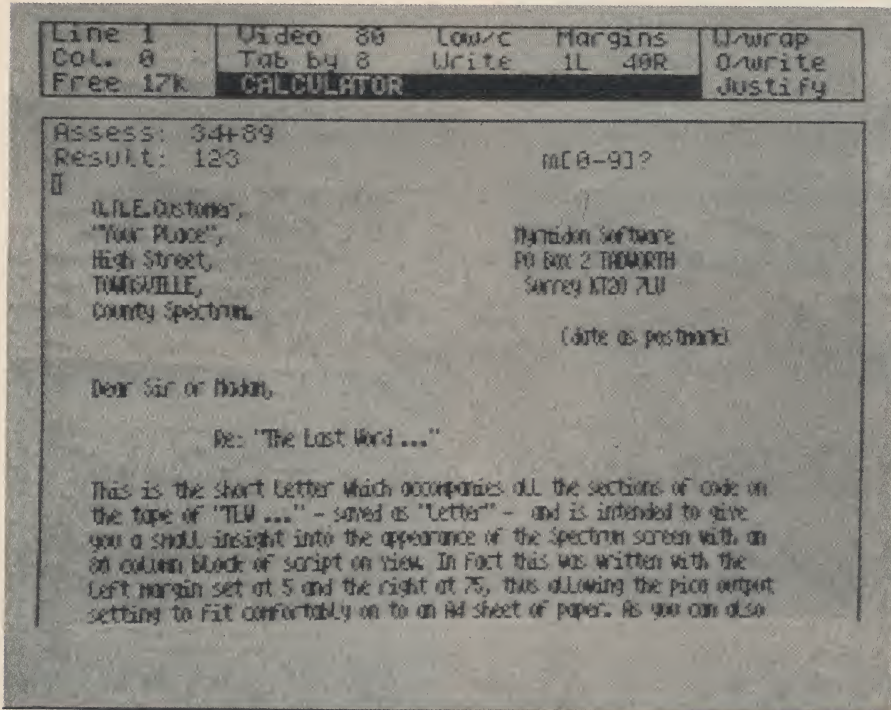 Line 1 Video 80 Low/c Margins W/wrap
Col. 0 Tab by 8 Write 1L 40R O/write
Free 17k CALCULATOR Justify
Assess: 34+89
Result: 123 m[0-9]?
Customer,
"Your Place",
Myrmidon Software
High Street,
PO Box 2 TADWORTH
TOWNSVILLE,
Surrey KT20 7LU
County Spectrum.
(date as postmark)
Dear Sir or Madam,
Re: "The Last Word ..."
This is the short letter which accompanies all the sections of code on
the tape of "TLW ..." - saved as "letter" - and is intended to give
you a small insight into the appearance of the Spectrum screen with an
80 column block of script on view. In fact this was written with the
left margin set at 5 and the right at 75, thus allowing the pica output
setting to fit comfortably on to an A4 sheet of paper. As you can also